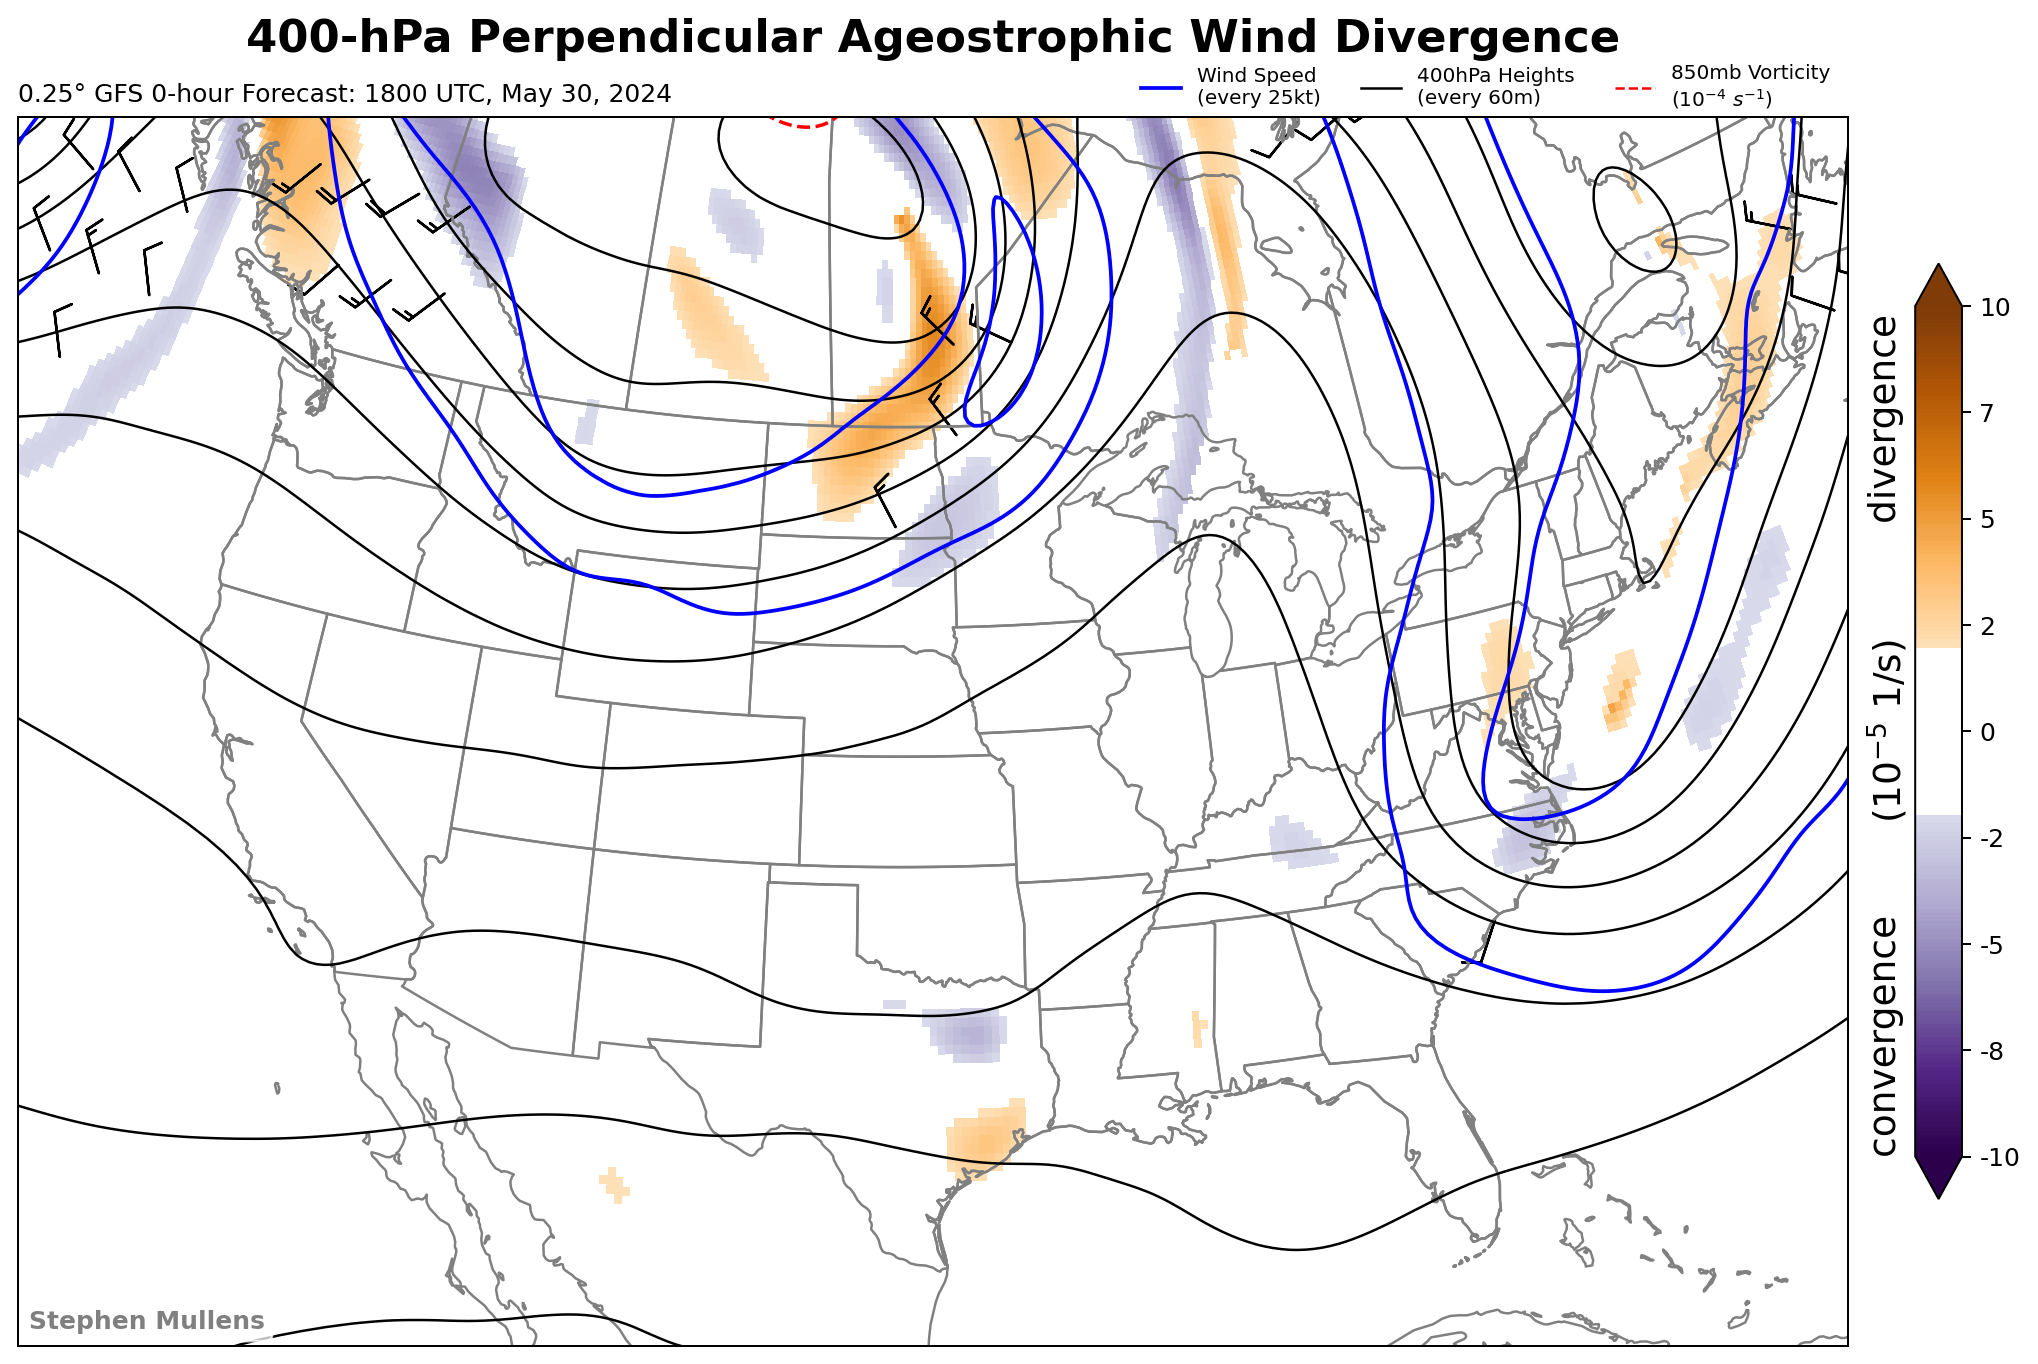 400-hPa Perpendicular Ageostrophic Wind Divergence
0.25° GFS 0-hour Forecast: 1800 UTC, May 30, 2024
Wind Speed
(every 25kt)
400hPa Heights
(every 60m)
850mb Vorticity
(10⁻⁴ s⁻¹)
10
7
5
2
0
-2
-5
-8
-10
convergence (10⁻⁵ 1/s) divergence
Stephen Mullens